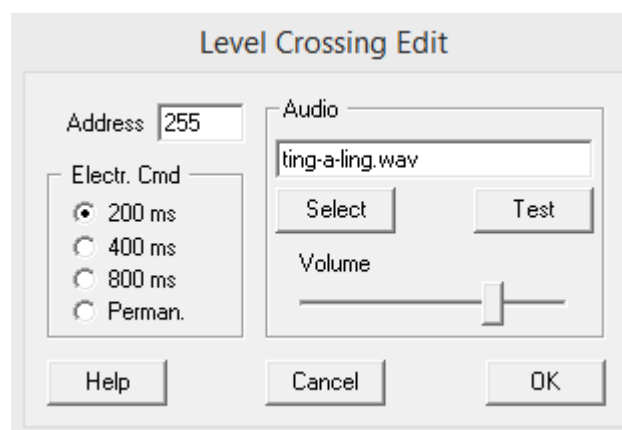 Level Crossing Edit
Address 255
Electr. Cmd
200 ms
400 ms
800 ms
Perman.
Audio
ting-a-ling.wav
Select Test
Volume
Help Cancel OK